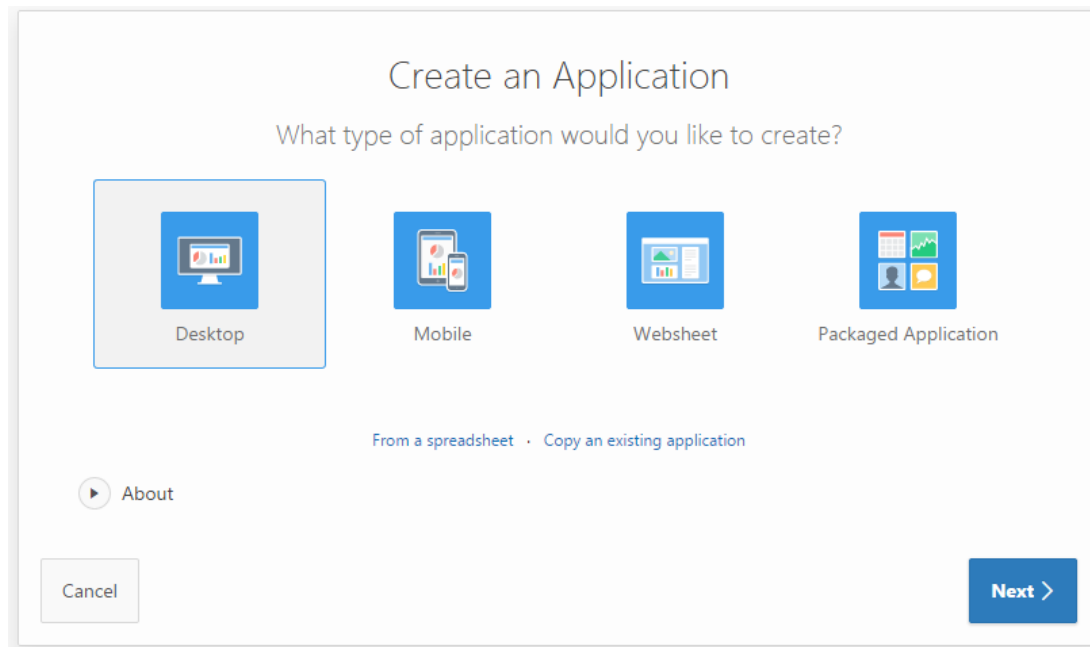 Create an Application
What type of application would you like to create?
Desktop
Mobile
Websheet
Packaged Application
From a spreadsheet · Copy an existing application
About
Cancel
Next